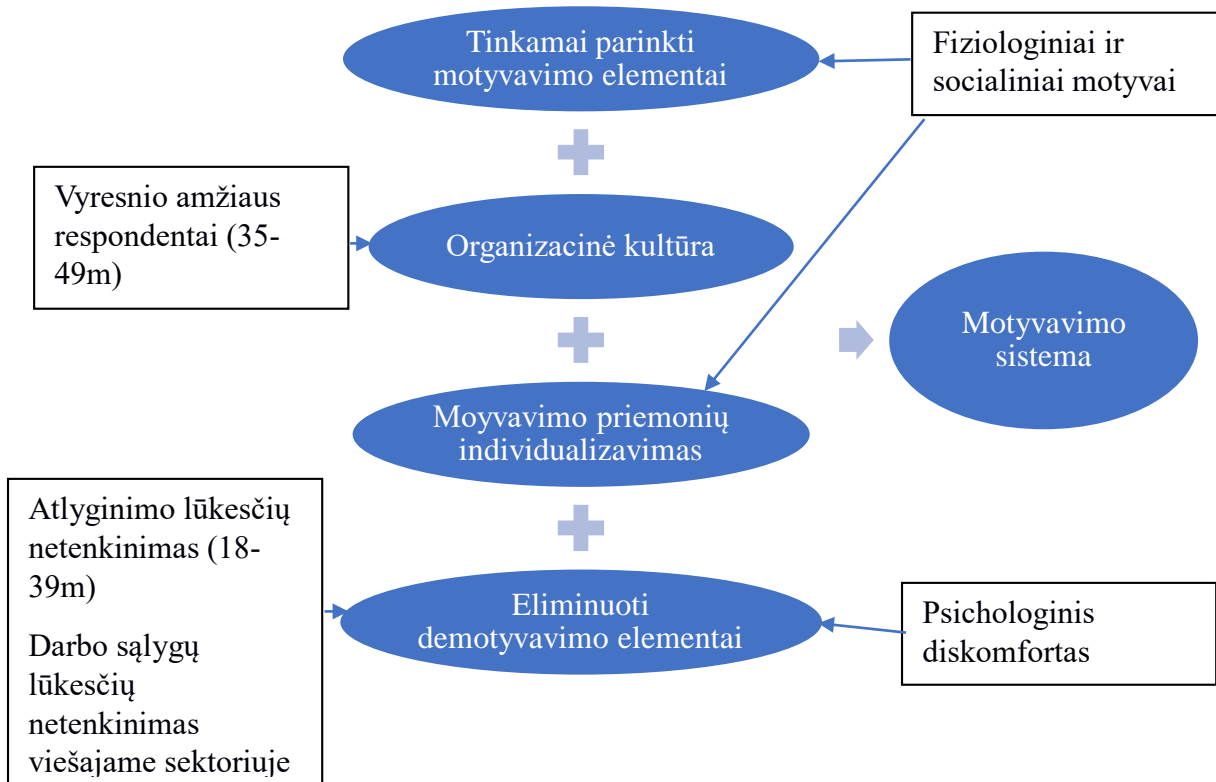 Tinkamai parinkti
motyvavimo elementai
Fiziologiniai ir
socialiniai motyvai
Vyresnio amžiaus
respondentai (35-
49m)
Organizacinė kultūra
Motyvavimo
sistema
Moyvavimo priemonių
individualizavimas
Atlyginimo lūkesčių
netenkinimas (18-
39m)
Darbo sąlygų
lūkesčių
netenkinimas
viešajame sektoriuje
Eliminuoti
demotyvavimo elementai
Psichologinis
diskomfortas